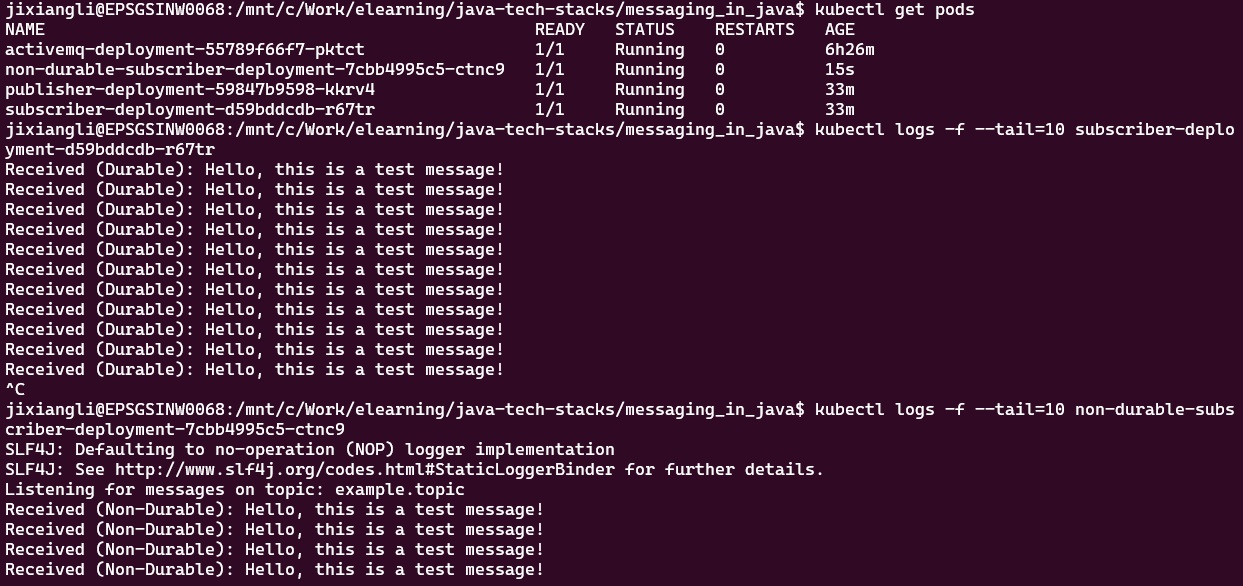 jixiangli@EPSGSINW0068:/mnt/c/Work/elearning/java-tech-stacks/messaging_in_java$ kubectl get pods
NAME READY STATUS RESTARTS AGE
activemq-deployment-55789f66f7-pktct 1/1 Running 0 6h26m
non-durable-subscriber-deployment-7cbb4995c5-ctnc9 1/1 Running 0 15s
publisher-deployment-59847b9598-kkrv4 1/1 Running 0 33m
subscriber-deployment-d59bddcdb-r67tr 1/1 Running 0 33m
jixiangli@EPSGSINW0068:/mnt/c/Work/elearning/java-tech-stacks/messaging_in_java$ kubectl logs -f --tail=10 subscriber-deplo
yment-d59bddcdb-r67tr
Received (Durable): Hello, this is a test message!
Received (Durable): Hello, this is a test message!
Received (Durable): Hello, this is a test message!
Received (Durable): Hello, this is a test message!
Received (Durable): Hello, this is a test message!
Received (Durable): Hello, this is a test message!
Received (Durable): Hello, this is a test message!
Received (Durable): Hello, this is a test message!
Received (Durable): Hello, this is a test message!
Received (Durable): Hello, this is a test message!
Received (Durable): Hello, this is a test message!
^C
jixiangli@EPSGSINW0068:/mnt/c/Work/elearning/java-tech-stacks/messaging_in_java$ kubectl logs -f --tail=10 non-durable-subs
criber-deployment-7cbb4995c5-ctnc9
SLF4J: Defaulting to no-operation (NOP) logger implementation
SLF4J: See http://www.slf4j.org/codes.html#StaticLoggerBinder for further details.
Listening for messages on topic: example.topic
Received (Non-Durable): Hello, this is a test message!
Received (Non-Durable): Hello, this is a test message!
Received (Non-Durable): Hello, this is a test message!
Received (Non-Durable): Hello, this is a test message!